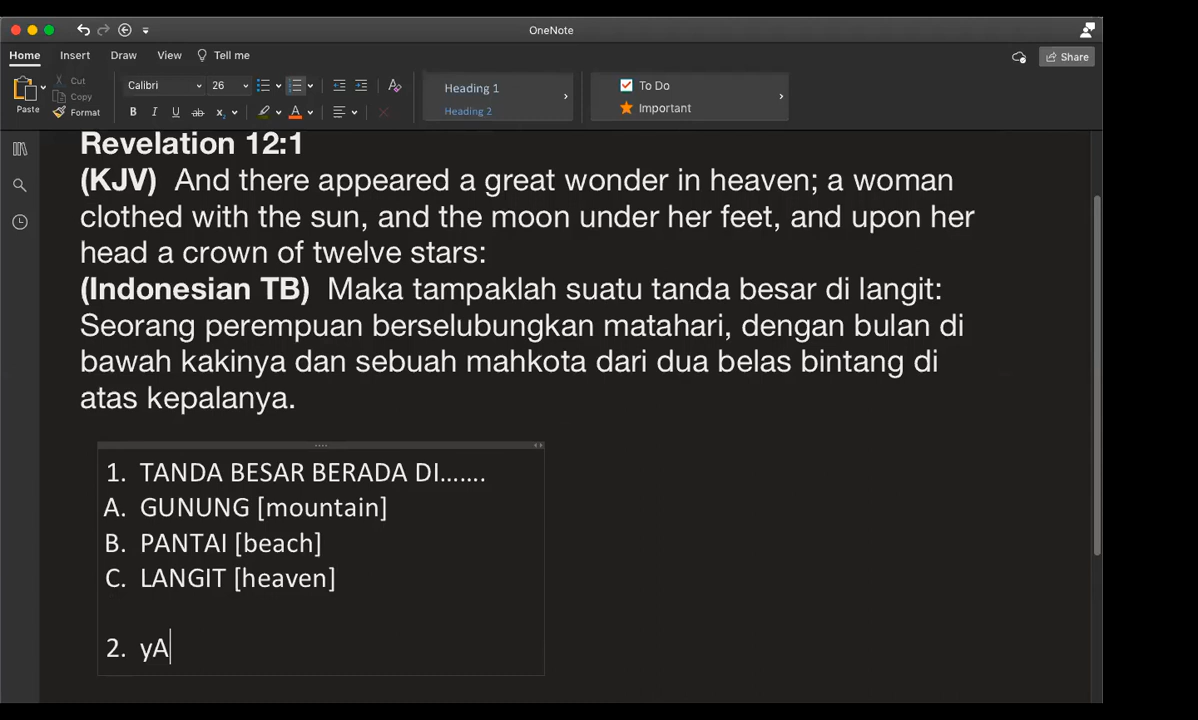 OneNote
Home Insert Draw View Tell me Share
Paste Cut Copy Format Calibri 26 B I U ab x₂ A Heading 1 Heading 2 To Do Important
Revelation 12:1
(KJV) And there appeared a great wonder in heaven; a woman
clothed with the sun, and the moon under her feet, and upon her
head a crown of twelve stars:
(Indonesian TB) Maka tampaklah suatu tanda besar di langit:
Seorang perempuan berselubungkan matahari, dengan bulan di
bawah kakinya dan sebuah mahkota dari dua belas bintang di
atas kepalanya.
1. TANDA BESAR BERADA DI.......
A. GUNUNG [mountain]
B. PANTAI [beach]
C. LANGIT [heaven]
2. yA